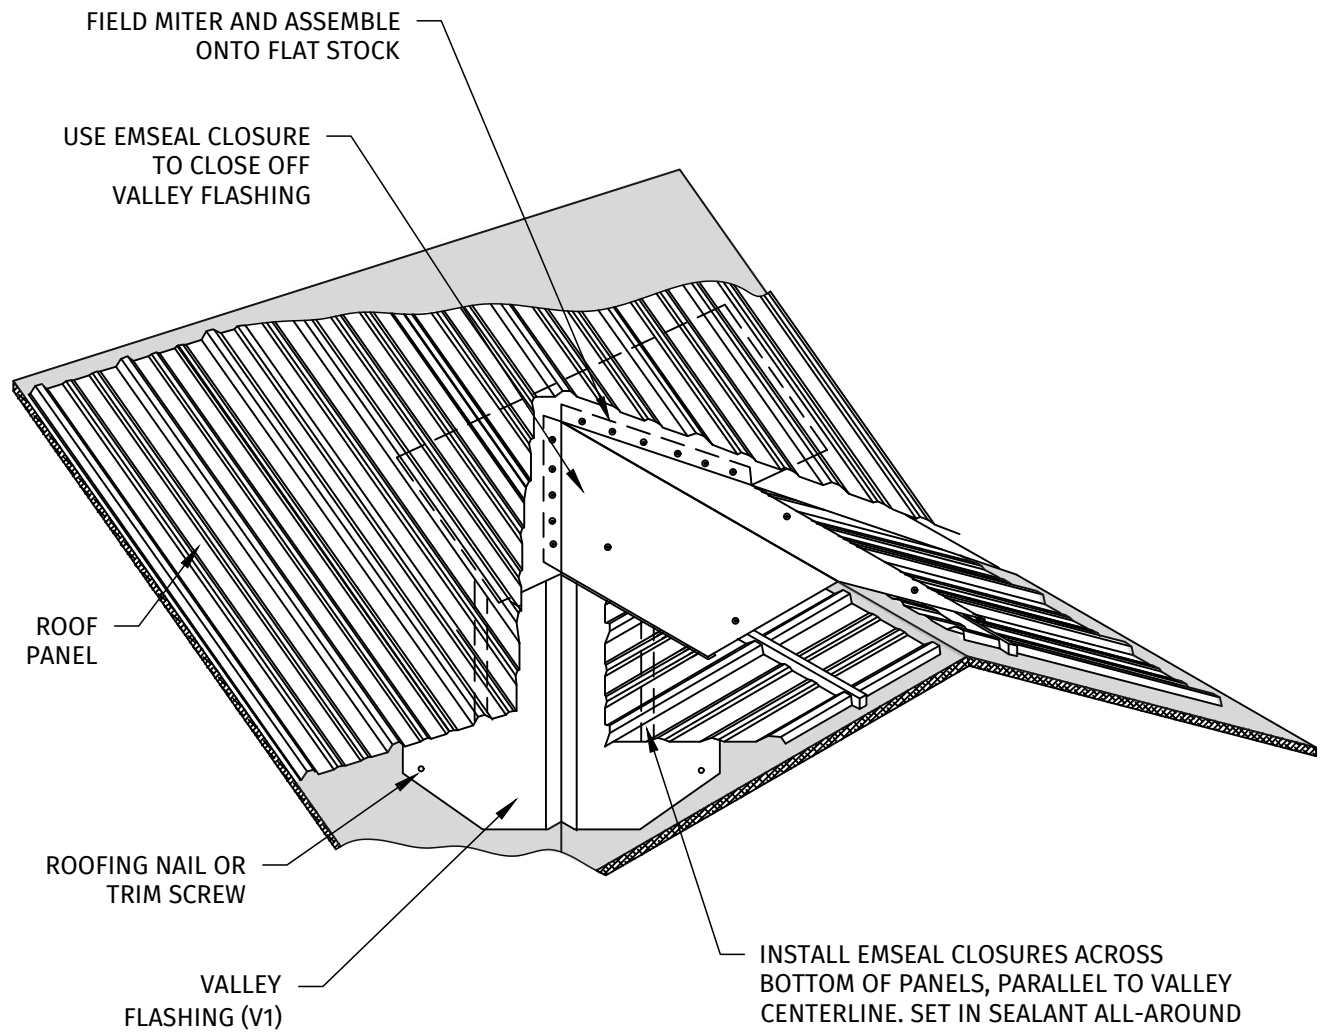 FIELD MITER AND ASSEMBLE
ONTO FLAT STOCK
USE EMSEAL CLOSURE
TO CLOSE OFF
VALLEY FLASHING
ROOF
PANEL
ROOFING NAIL OR
TRIM SCREW
VALLEY
FLASHING (V1)
INSTALL EMSEAL CLOSURES ACROSS
BOTTOM OF PANELS, PARALLEL TO VALLEY
CENTERLINE. SET IN SEALANT ALL-AROUND